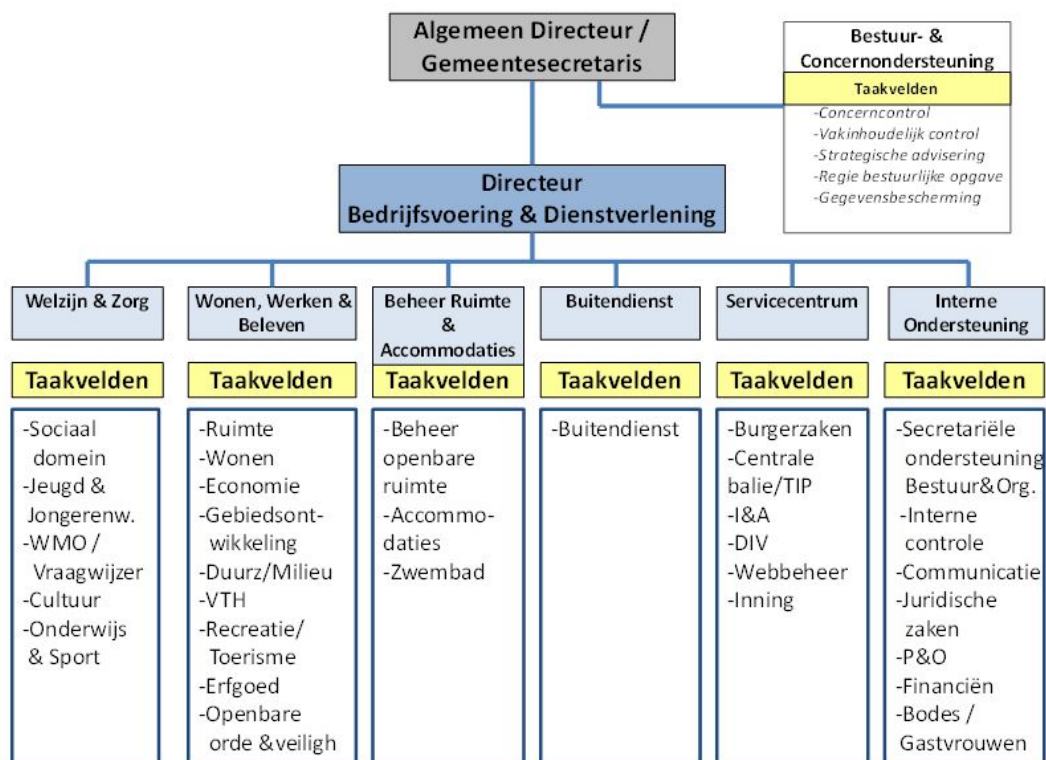 Algemeen Directeur /
Gemeentesecretaris
Bestuur- &
Concernondersteuning
Taakvelden
-Concerncontrol
-Vakinhoudelijk control
-Strategische advisering
-Regie bestuurlijke opgave
-Gegevensbescherming
Directeur
Bedrijfsvoering & Dienstverlening
Welzijn & Zorg
Taakvelden
-Sociaal
domein
-Jeugd &
Jongerenw.
-WMO /
Vraagwijzer
-Cultuur
-Onderwijs
& Sport
Wonen, Werken &
Beleven
Taakvelden
-Ruimte
-Wonen
-Economie
-Gebiedsont-
wikkeling
-Duurz/Milieu
-VTH
-Recreatie/
Toerisme
-Erfgoed
-Openbare
orde &veiligh
Beheer Ruimte
&
Accommodaties
Taakvelden
-Beheer
openbare
ruimte
-Accommo-
daties
-Zwembad
Buitendienst
Taakvelden
-Buitendienst
Servicecentrum
Taakvelden
-Burgerzaken
-Centrale
balie/TIP
-I&A
-DIV
-Webbeheer
-Inning
Interne
Ondersteuning
Taakvelden
-Secretariële
ondersteuning
Bestuur&Org.
-Interne
controle
-Communicatie
-Juridische
zaken
-P&O
-Financiën
-Bodes /
Gastvrouwen